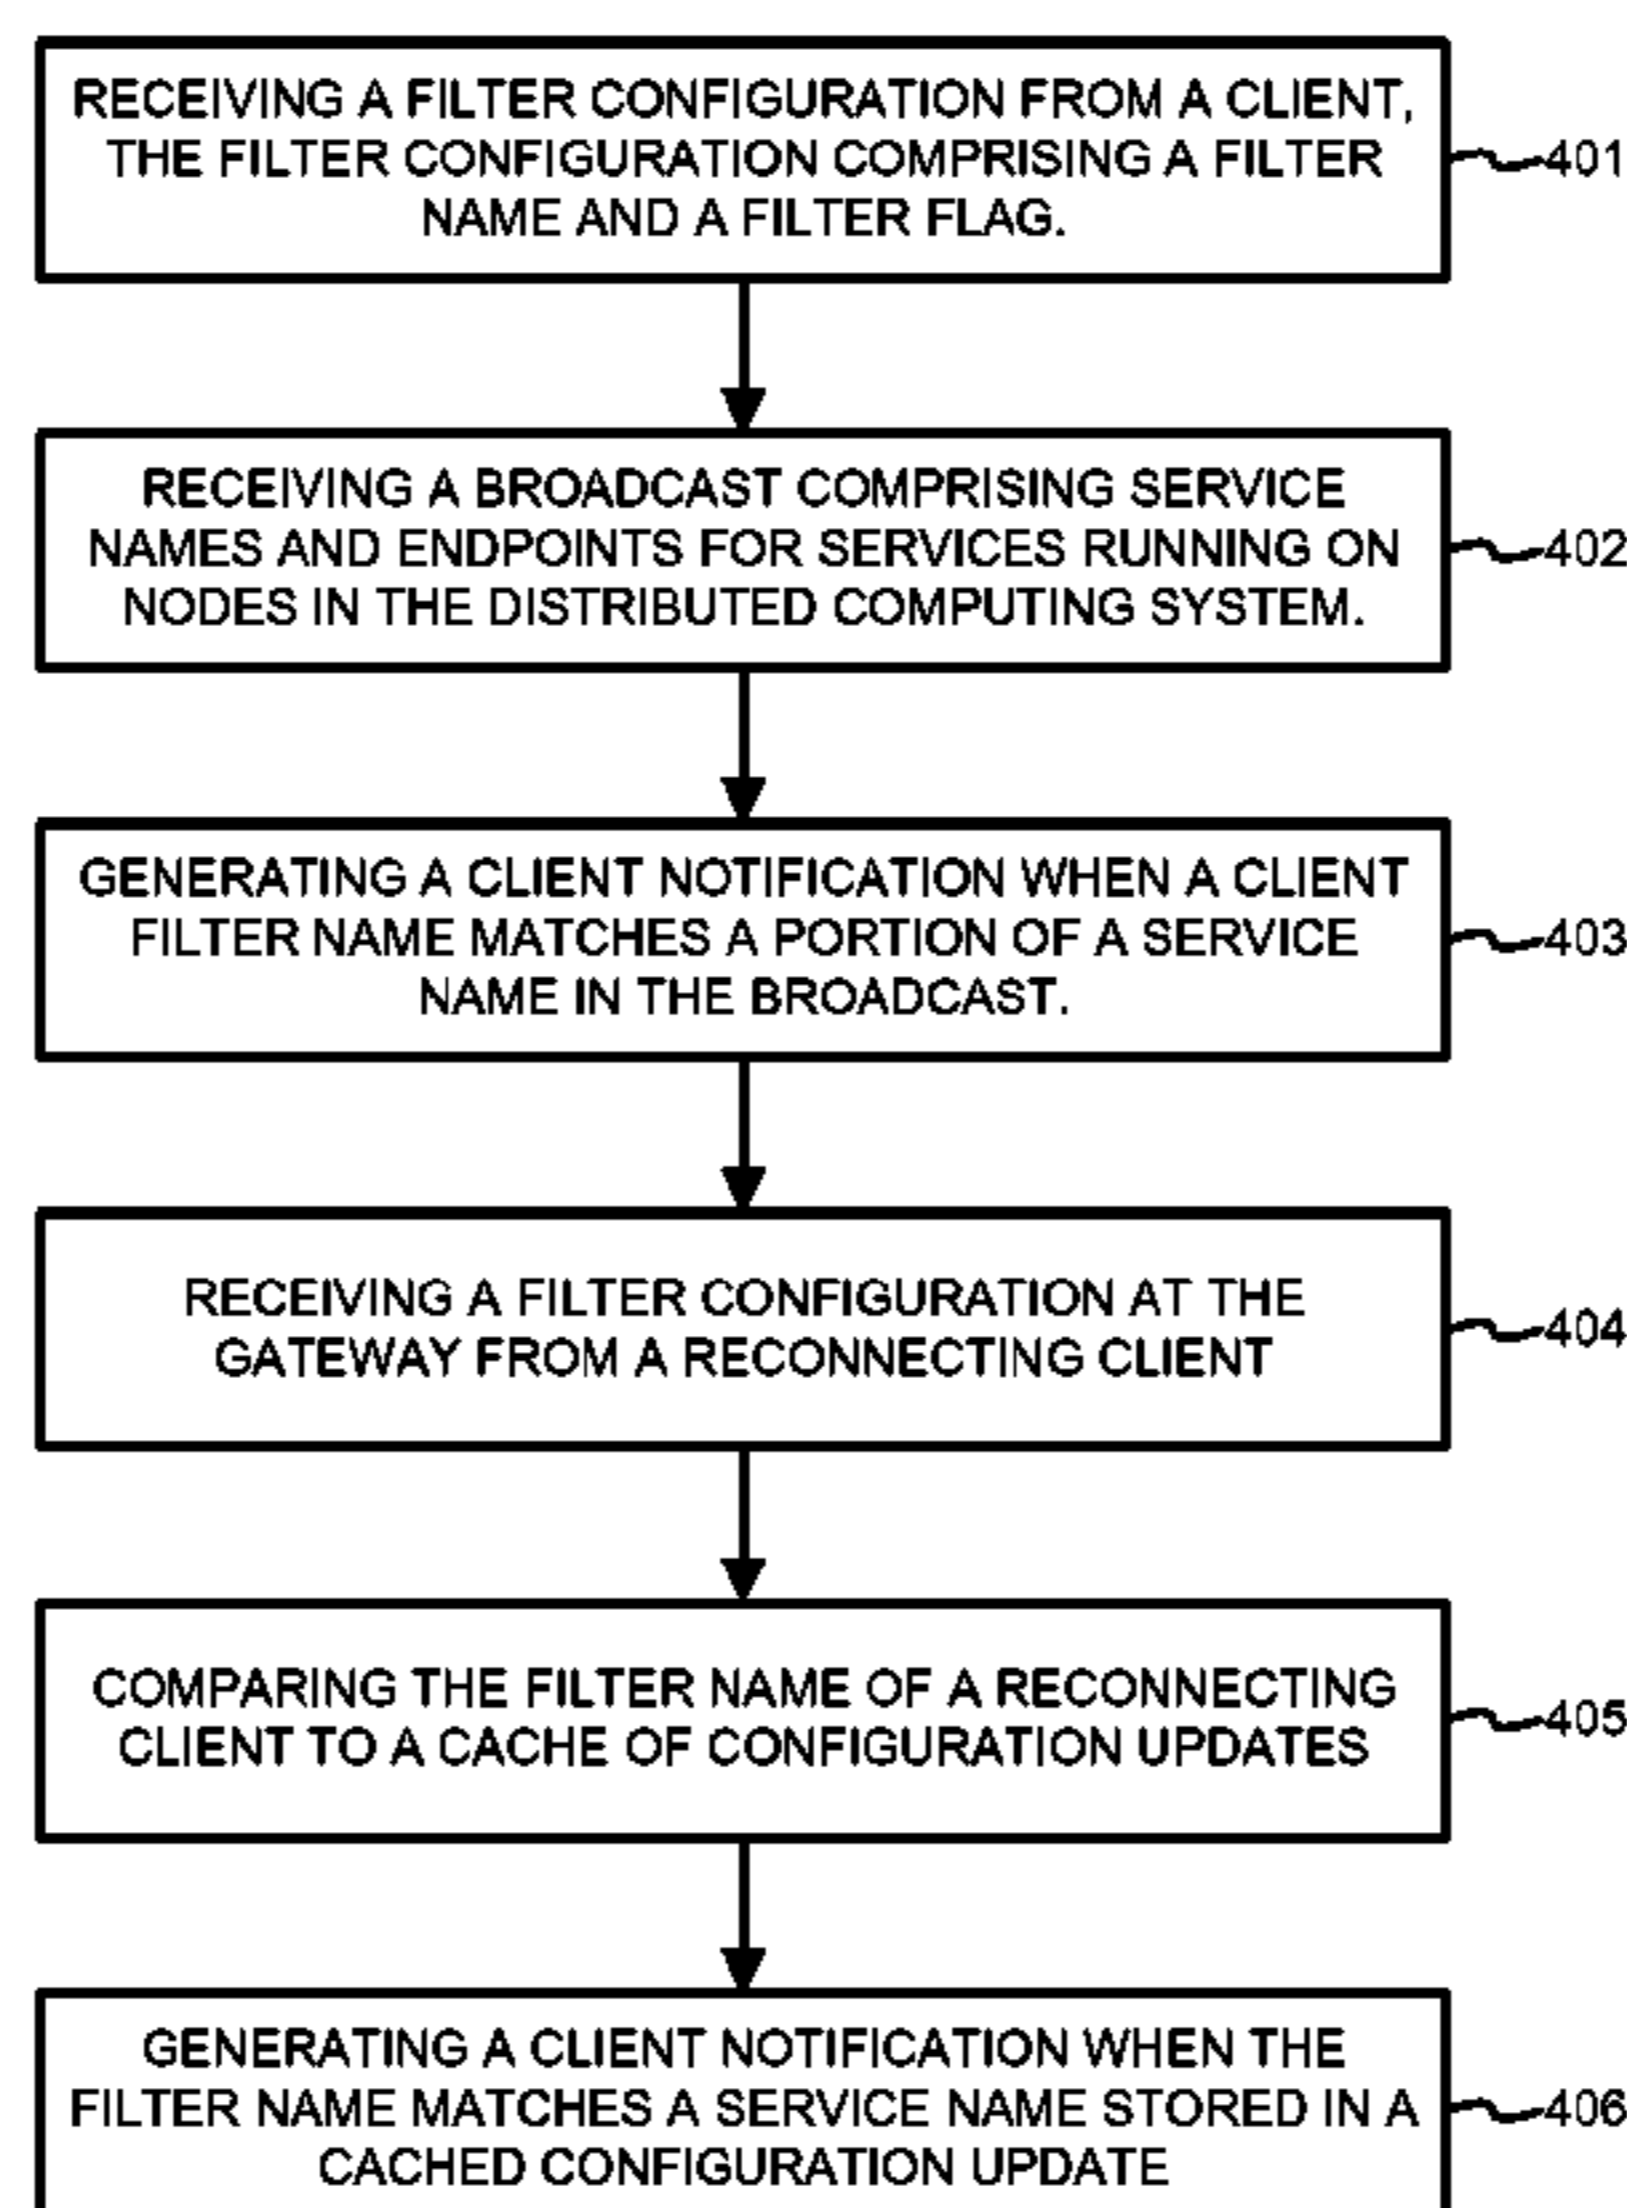 RECEIVING A FILTER CONFIGURATION FROM A CLIENT,
THE FILTER CONFIGURATION COMPRISING A FILTER
NAME AND A FILTER FLAG.
401
RECEIVING A BROADCAST COMPRISING SERVICE
NAMES AND ENDPOINTS FOR SERVICES RUNNING ON
NODES IN THE DISTRIBUTED COMPUTING SYSTEM.
402
GENERATING A CLIENT NOTIFICATION WHEN A CLIENT
FILTER NAME MATCHES A PORTION OF A SERVICE
NAME IN THE BROADCAST.
403
RECEIVING A FILTER CONFIGURATION AT THE
GATEWAY FROM A RECONNECTING CLIENT
404
COMPARING THE FILTER NAME OF A RECONNECTING
CLIENT TO A CACHE OF CONFIGURATION UPDATES
405
GENERATING A CLIENT NOTIFICATION WHEN THE
FILTER NAME MATCHES A SERVICE NAME STORED IN A
CACHED CONFIGURATION UPDATE
406